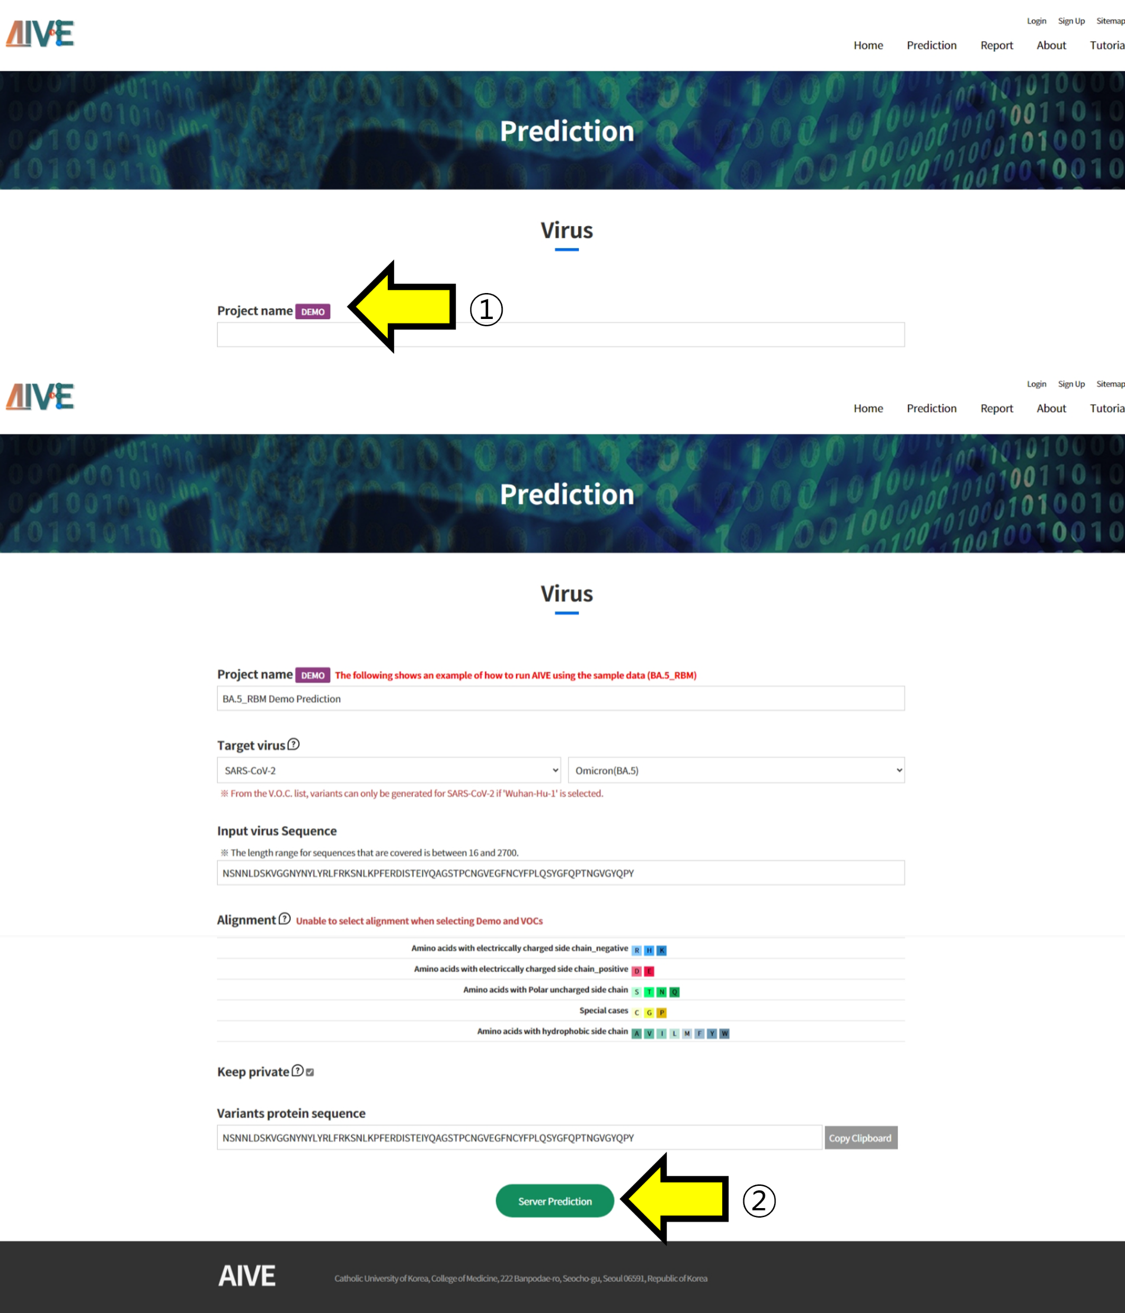 AIVE
Login Sign Up Sitemap
Home Prediction Report About Tutoria
Prediction
Virus
Project name DEMO
①
AIVE
Login Sign Up Sitemap
Home Prediction Report About Tutoria
Prediction
Virus
Project name DEMO The following shows an example of how to run AIVE using the sample data (BA.5_RBM)
BA.5_RBM Demo Prediction
Target virus ?
SARS-CoV-2 Omicron(BA.5)
※ From the V.O.C. list, variants can only be generated for SARS-CoV-2 if 'Wuhan-Hu-1' is selected.
Input virus Sequence
※ The length range for sequences that are covered is between 16 and 2700.
NSNNLDSKVGGNYNYLYRLFRKSNLKPFERDISTEIYQAGSTPCNGVEGFNCYFPLQSYGFQPTNGVGYQPY
Alignment ? Unable to select alignment when selecting Demo and VOCs
Amino acids with electriccally charged side chain_negative R H K
Amino acids with electriccally charged side chain_positive D E
Amino acids with Polar uncharged side chain S T N Q
Special cases C G P
Amino acids with hydrophobic side chain A V I L M F Y W
Keep private ?
Variants protein sequence
NSNNLDSKVGGNYNYLYRLFRKSNLKPFERDISTEIYQAGSTPCNGVEGFNCYFPLQSYGFQPTNGVGYQPY Copy Clipboard
Server Prediction
②
AIVE Catholic University of Korea, College of Medicine, 222 Banpodae-ro, Seocho-gu, Seoul 06591, Republic of Korea